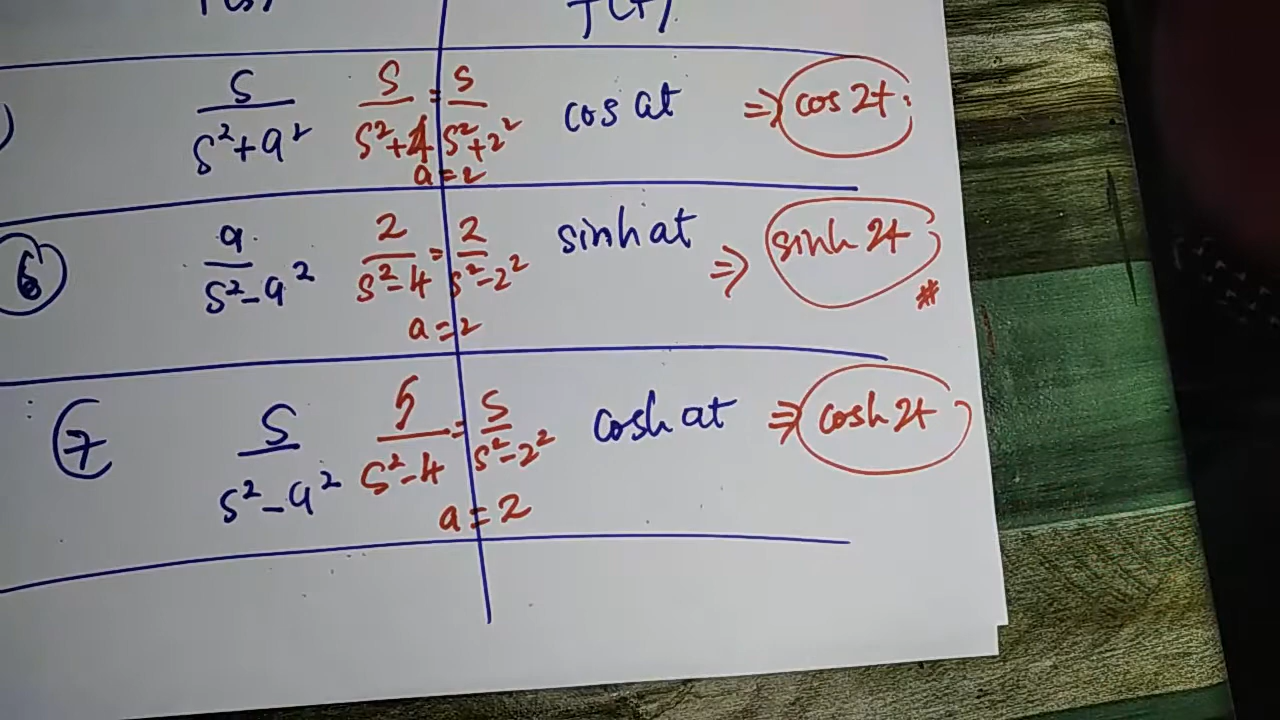 F(s) f(t)
) s/(s²+a²) s/(s²+4) = s/(s²+2²) cos at ⇒ cos 2t
a=2
6 a/(s²-a²) 2/(s²-4) = 2/(s²-2²) sinh at ⇒ sinh 2t #
a=2
7 s/(s²-a²) s/(s²-4) = s/(s²-2²) cosh at ⇒ cosh 2t
a=2